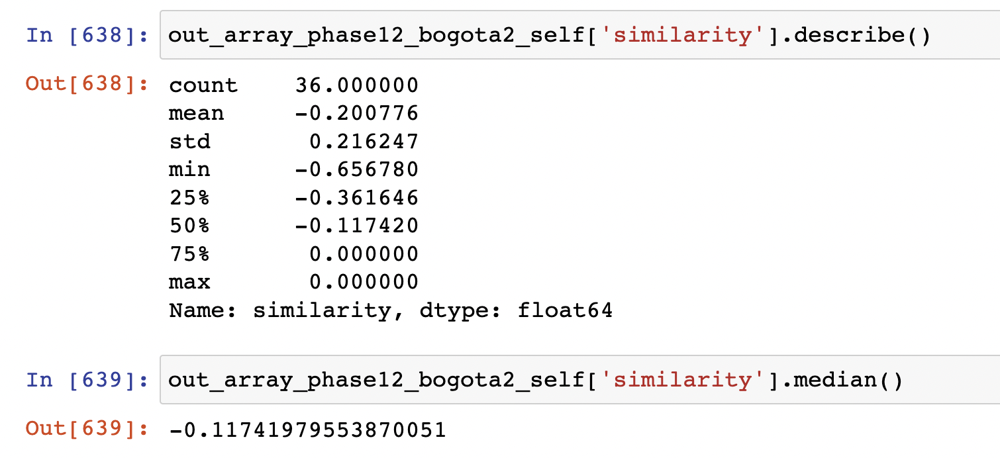 In [638]: out_array_phase12_bogota2_self['similarity'].describe()
Out[638]: count    36.000000
mean     -0.200776
std       0.216247
min      -0.656780
25%      -0.361646
50%      -0.117420
75%       0.000000
max       0.000000
Name: similarity, dtype: float64
In [639]: out_array_phase12_bogota2_self['similarity'].median()
Out[639]: -0.11741979553870051